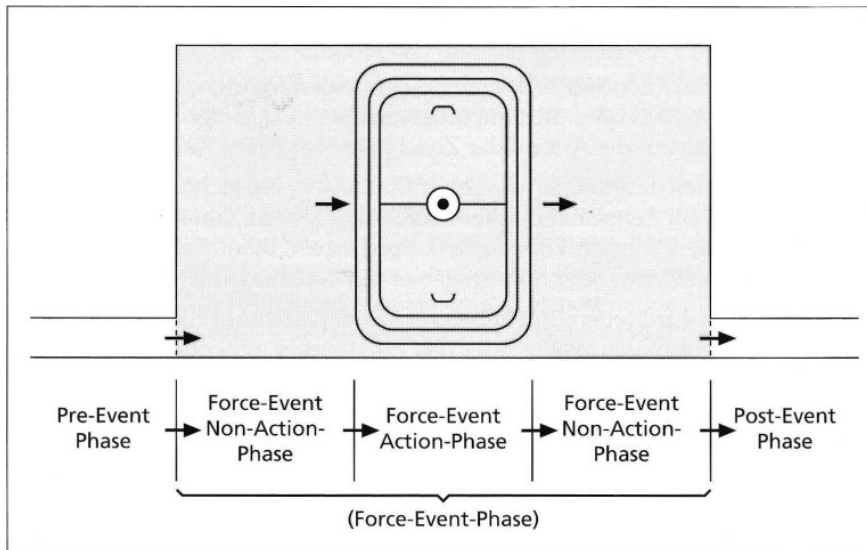 Pre-Event
Phase
Force-Event
Non-Action-
Phase
Force-Event
Action-Phase
Force-Event
Non-Action-
Phase
Post-Event
Phase
(Force-Event-Phase)